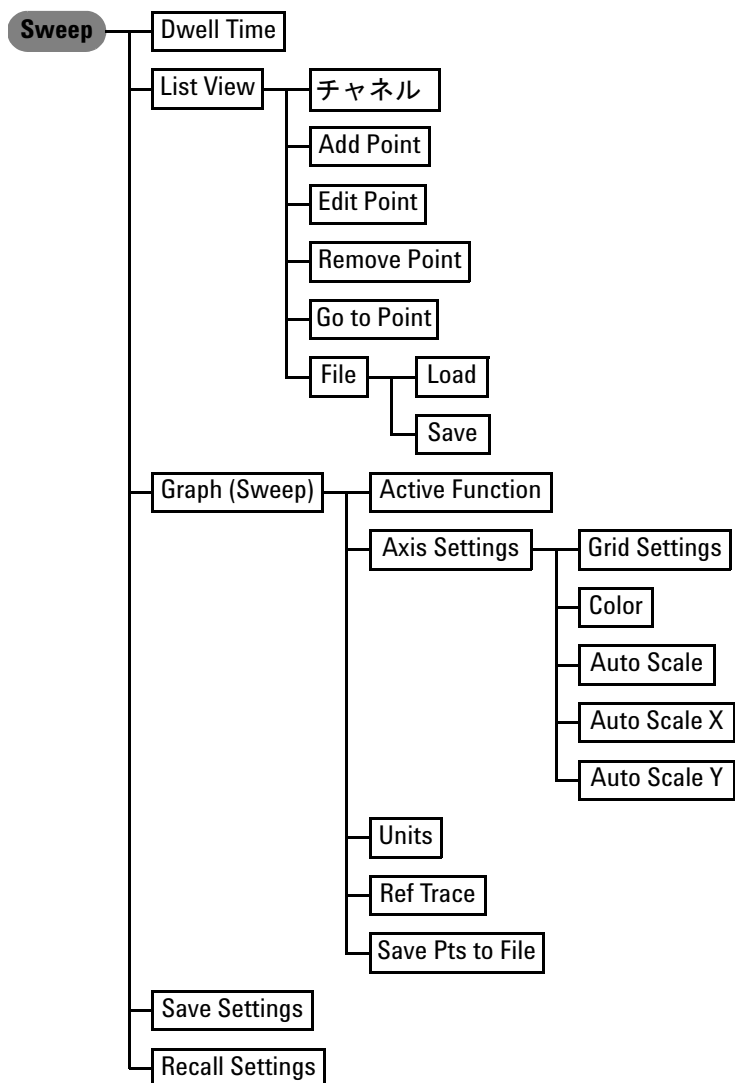 Sweep
Dwell Time
List View
チャネル
Add Point
Edit Point
Remove Point
Go to Point
File
Load
Save
Graph (Sweep)
Active Function
Axis Settings
Grid Settings
Color
Auto Scale
Auto Scale X
Auto Scale Y
Units
Ref Trace
Save Pts to File
Save Settings
Recall Settings